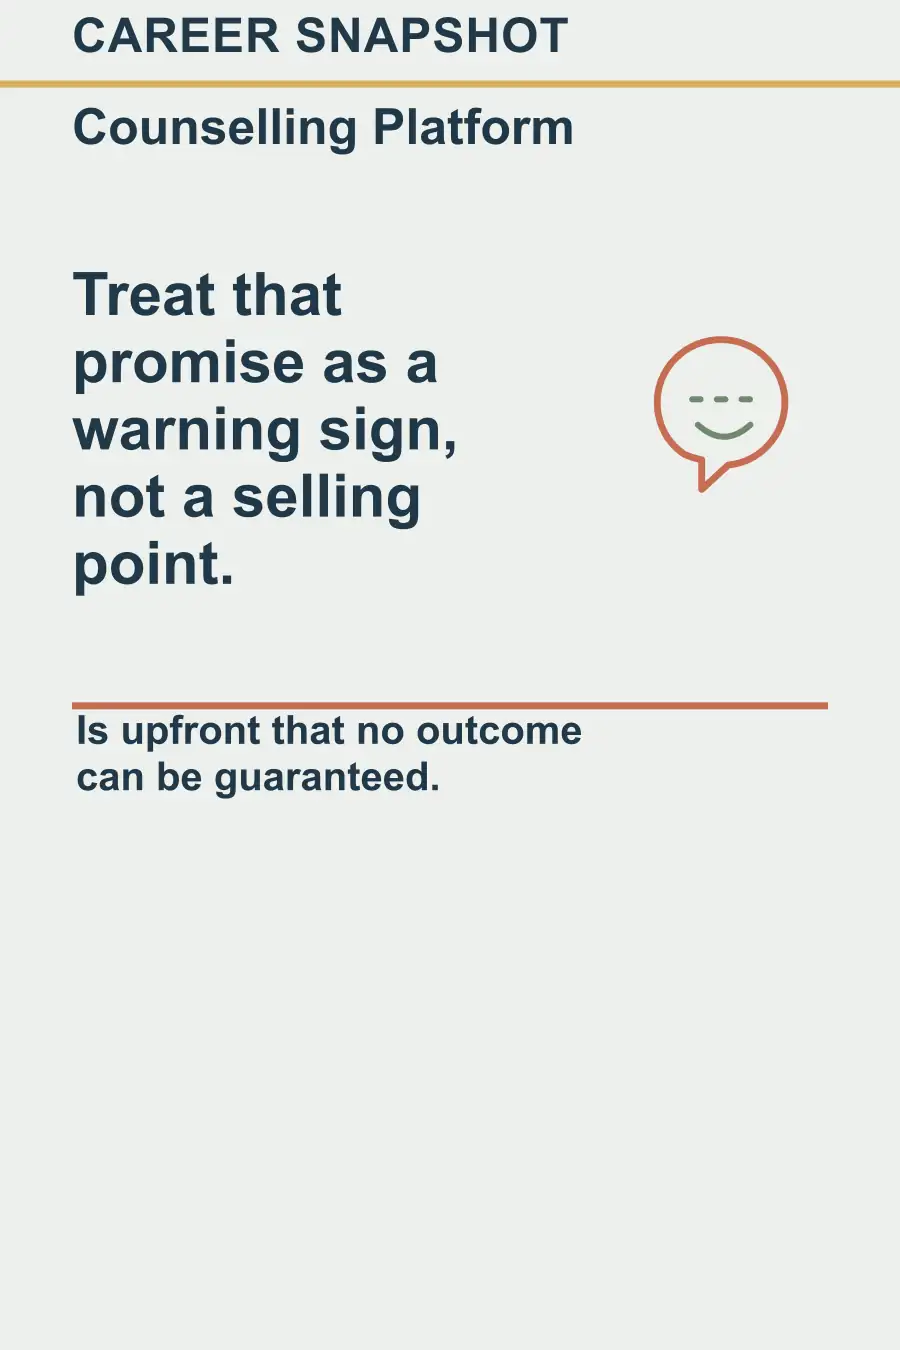 CAREER SNAPSHOT
Counselling Platform
Treat that
promise as a
warning sign,
not a selling
point.
Is upfront that no outcome
can be guaranteed.